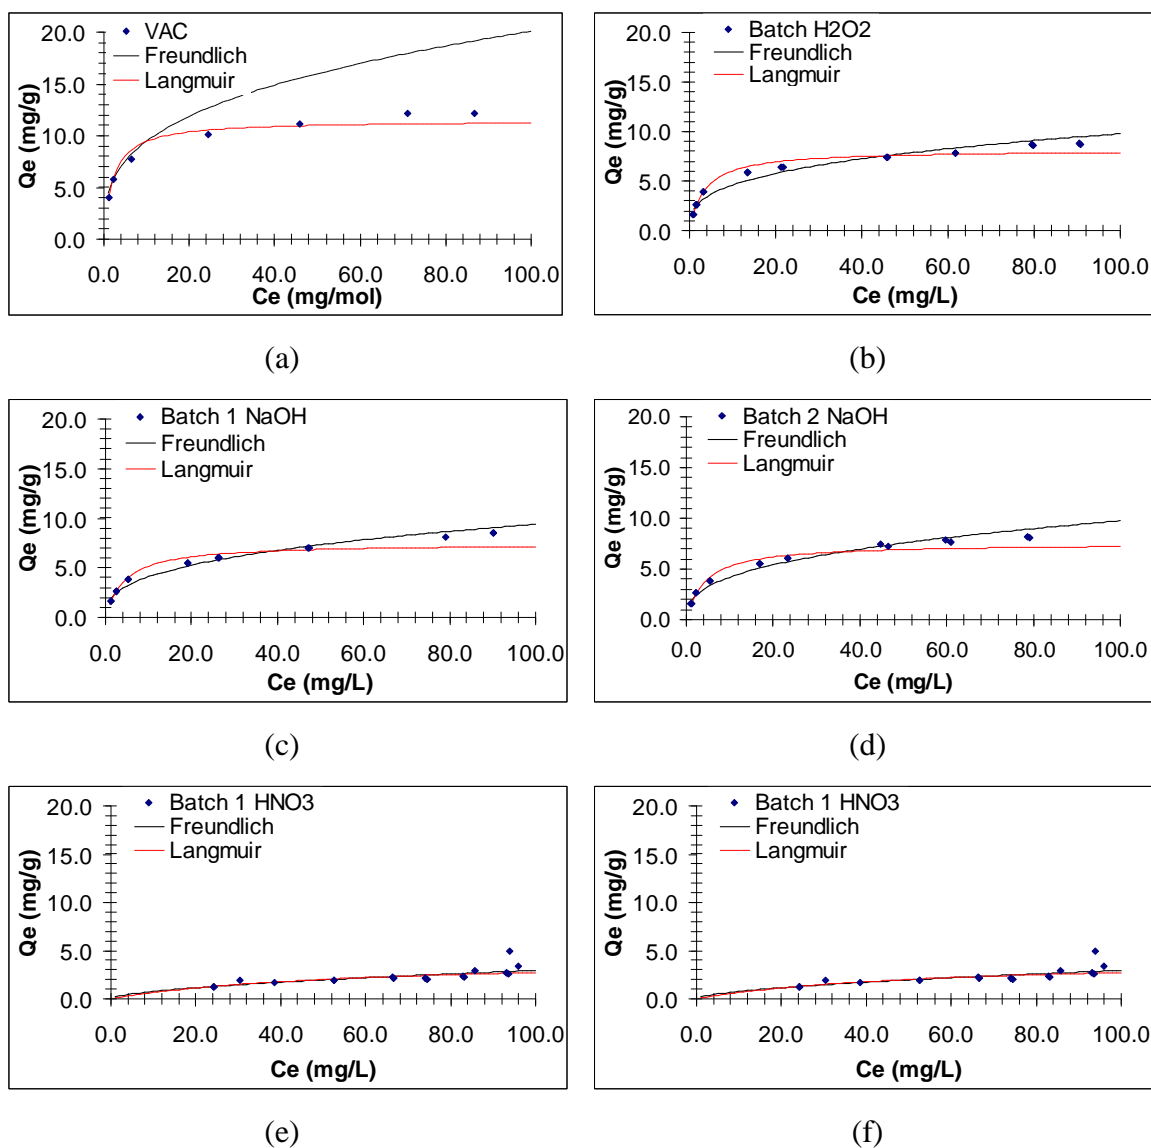 VAC
Freundlich
Langmuir
20.0
15.0
10.0
5.0
0.0
Qe (mg/g)
0.0 20.0 40.0 60.0 80.0 100.0
Ce (mg/mol)
(a)
Batch H2O2
Freundlich
Langmuir
20.0
15.0
10.0
5.0
0.0
Qe (mg/g)
0.0 20.0 40.0 60.0 80.0 100.0
Ce (mg/L)
(b)
Batch 1 NaOH
Freundlich
Langmuir
20.0
15.0
10.0
5.0
0.0
Qe (mg/g)
0.0 20.0 40.0 60.0 80.0 100.0
Ce (mg/L)
(c)
Batch 2 NaOH
Freundlich
Langmuir
20.0
15.0
10.0
5.0
0.0
Qe (mg/g)
0.0 20.0 40.0 60.0 80.0 100.0
Ce (mg/L)
(d)
Batch 1 HNO3
Freundlich
Langmuir
20.0
15.0
10.0
5.0
0.0
Qe (mg/g)
0.0 20.0 40.0 60.0 80.0 100.0
Ce (mg/L)
(e)
Batch 1 HNO3
Freundlich
Langmuir
20.0
15.0
10.0
5.0
0.0
Qe (mg/g)
0.0 20.0 40.0 60.0 80.0 100.0
Ce (mg/L)
(f)